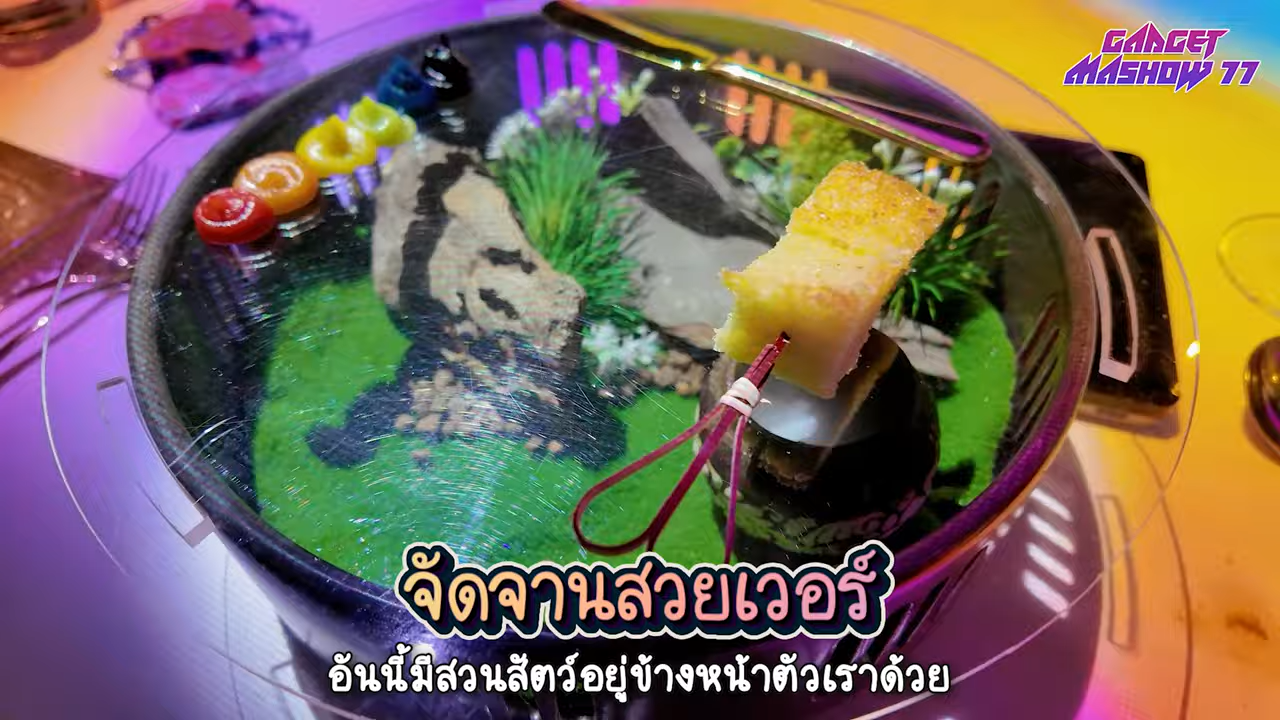 GADGET
MASHOW 77
จัดจานสวยเวอร์
อันนี้มีสวนสัตว์อยู่ข้างหน้าตัวเราด้วย